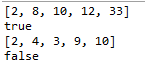 [2, 8, 10, 12, 33]
true
[2, 4, 3, 9, 10]
false